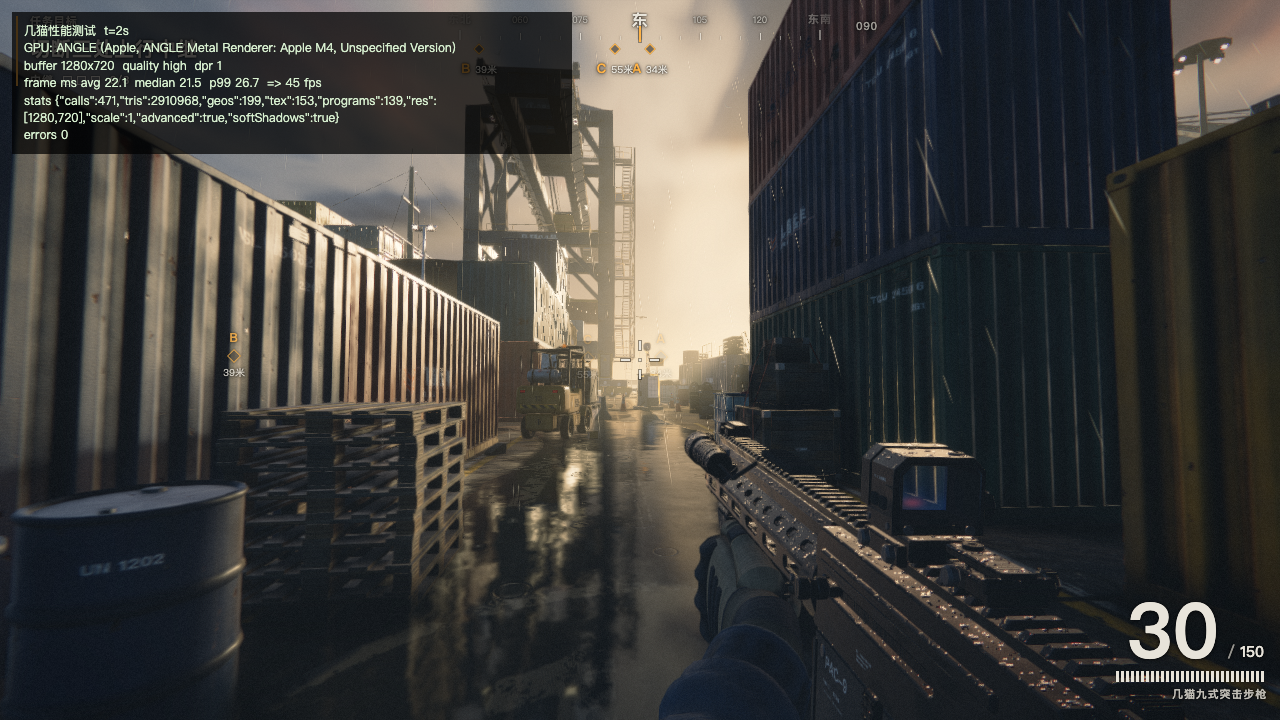 几猫性能测试 t=2s
GPU: ANGLE (Apple, ANGLE Metal Renderer: Apple M4, Unspecified Version)
buffer 1280x720 quality high dpr 1
frame ms avg 22.1 median 21.5 p99 26.7 => 45 fps
stats {"calls":471,"tris":2910968,"geos":199,"tex":153,"programs":139,"res":
[1280,720],"scale":1,"advanced":true,"softShadows":true}
errors 0
075 东 105 120 东南 090
B 39米 C 55米 A 34米
B
39米
UN 1202
30 / 150
几猫九式突击步枪